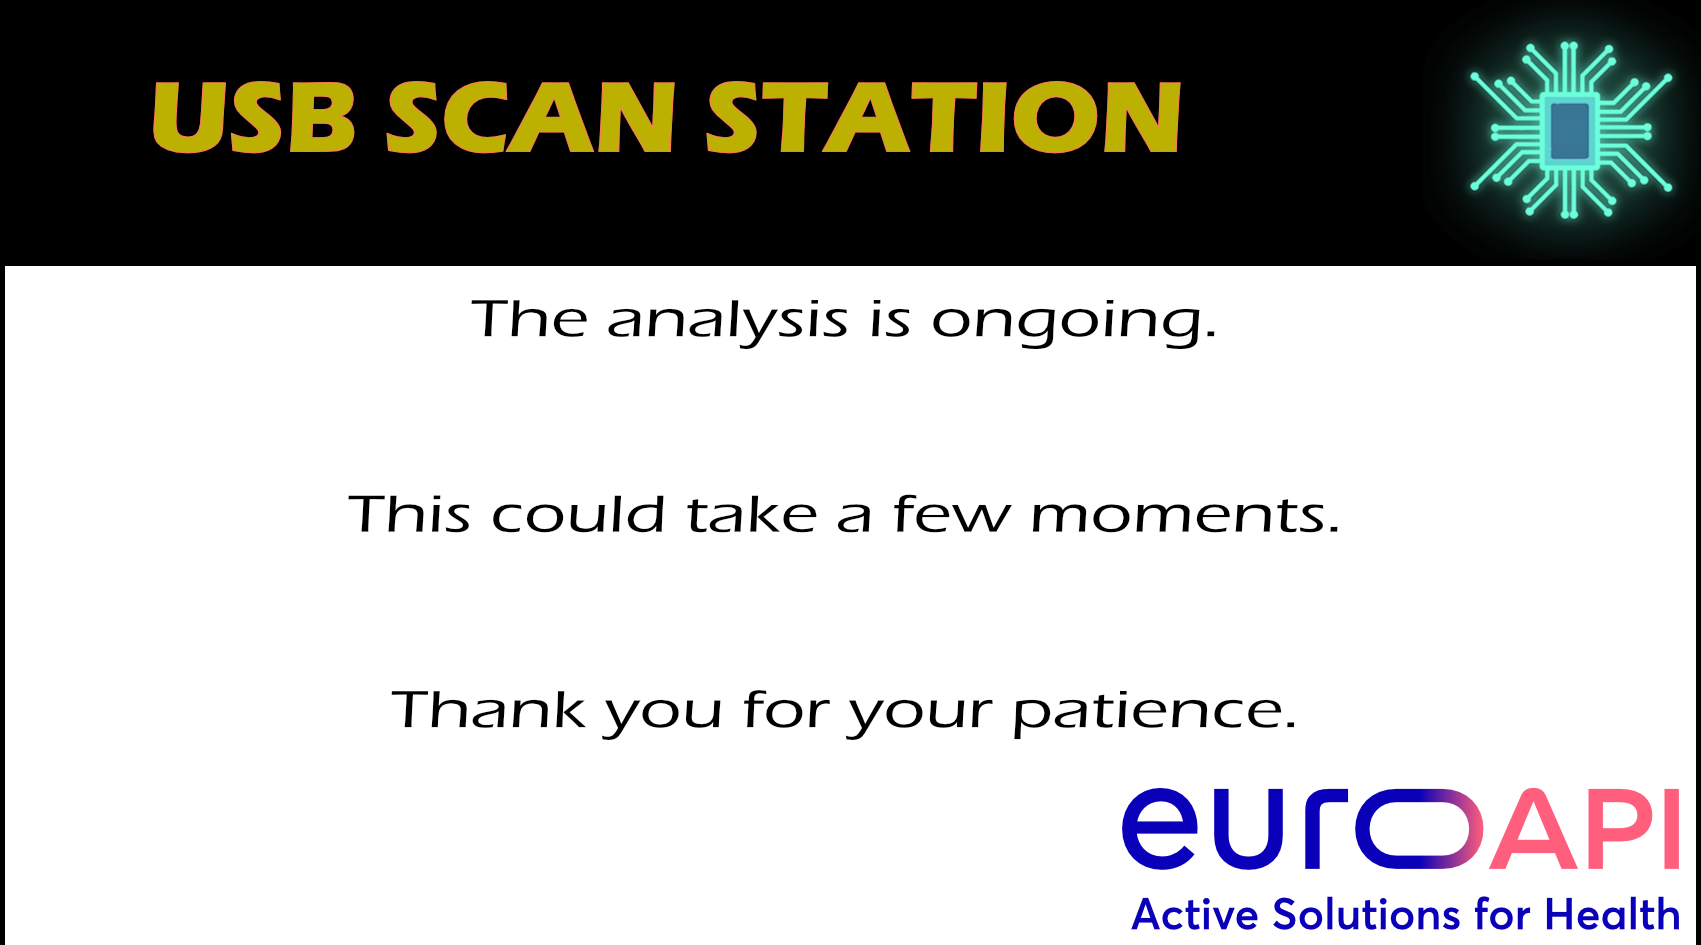 USB SCAN STATION
The analysis is ongoing.
This could take a few moments.
Thank you for your patience.
euroAPI
Active Solutions for Health